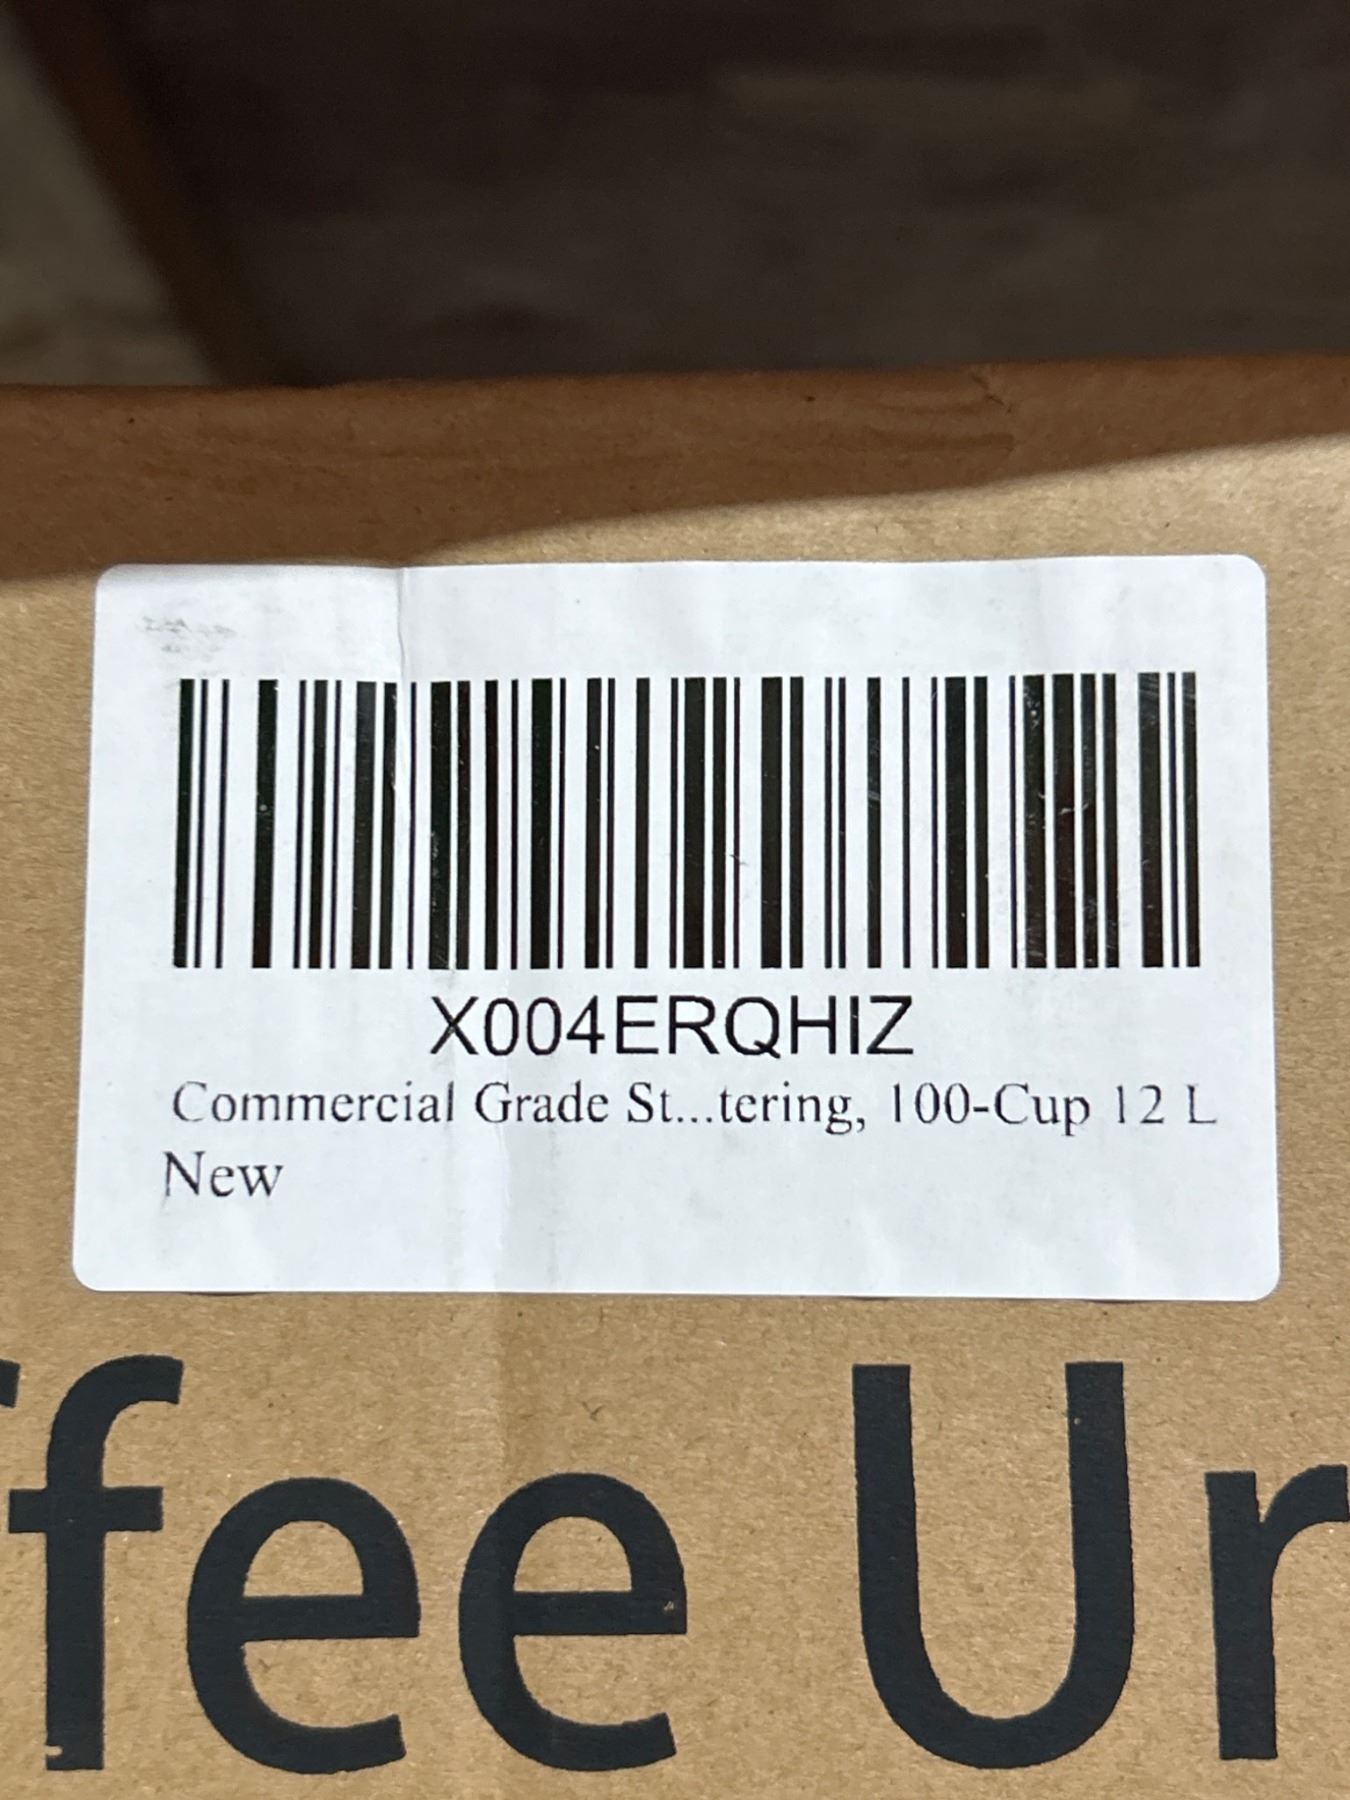 X004ERQHIZ
Commercial Grade St...tering, 100-Cup 12 L
New
ffee Ur